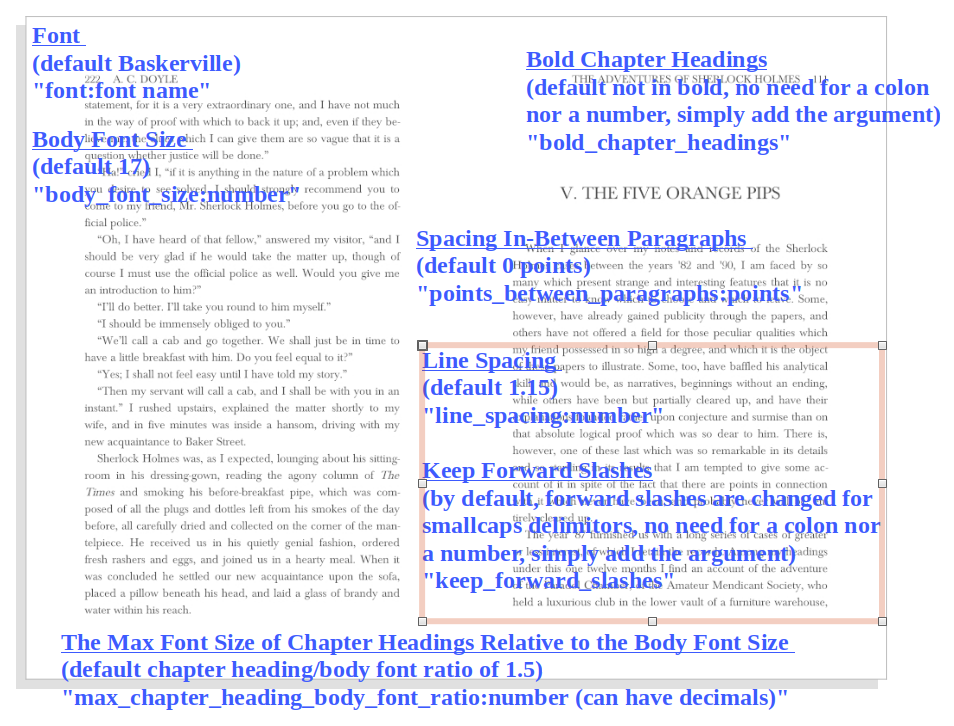 Font
(default Baskerville)
"font:font name"
Body Font Size
(default 17)
"body_font_size:number"
Bold Chapter Headings
(default not in bold, no need for a colon
nor a number, simply add the argument)
"bold_chapter_headings"
Spacing In-Between Paragraphs
(default 0 points)
"points_between_paragraphs:points"
Line Spacing
(default 1.15)
"line_spacing:number"
Keep Forward Slashes
(by default, forward slashes are changed for
smallcaps delimitors, no need for a colon nor
a number, simply add the argument)
"keep_forward_slashes"
The Max Font Size of Chapter Headings Relative to the Body Font Size
(default chapter heading/body font ratio of 1.5)
"max_chapter_heading_body_font_ratio:number (can have decimals)"
222 A. C. DOYLE
statement, for it is a very extraordinary one, and I have not much
in the way of proof with which to back it up; and, even if they be-
which I can give them are so vague that it is a
question whether justice will be done.”
cried I, “if it is anything in the nature of a problem which
you desire to see solved, I should strongly recommend you to
come to my friend, Mr. Sherlock Holmes, before you go to the of-
ficial police.”
“Oh, I have heard of that fellow,” answered my visitor, “and I
should be very glad if he would take the matter up, though of
course I must use the official police as well. Would you give me
an introduction to him?”
“I’ll do better. I’ll take you round to him myself.”
“I should be immensely obliged to you.”
“We’ll call a cab and go together. We shall just be in time to
have a little breakfast with him. Do you feel equal to it?”
“Yes; I shall not feel easy until I have told my story.”
“Then my servant will call a cab, and I shall be with you in an
instant.” I rushed upstairs, explained the matter shortly to my
wife, and in five minutes was inside a hansom, driving with my
new acquaintance to Baker Street.
Sherlock Holmes was, as I expected, lounging about his sitting-
room in his dressing-gown, reading the agony column of The
Times and smoking his before-breakfast pipe, which was com-
posed of all the plugs and dottles left from his smokes of the day
before, all carefully dried and collected on the corner of the man-
telpiece. He received us in his quietly genial fashion, ordered
fresh rashers and eggs, and joined us in a hearty meal. When it
was concluded he settled our new acquaintance upon the sofa,
placed a pillow beneath his head, and laid a glass of brandy and
water within his reach.
THE ADVENTURES OF SHERLOCK HOLMES 111
V. THE FIVE ORANGE PIPS
When I glance over my notes and records of the Sherlock
between the years ’82 and ’90, I am faced by so
many which present strange and interesting features that it is no
Some,
however, have already gained publicity through the papers, and
others have not offered a field for those peculiar qualities which
my friend possessed in so high a degree, and which it is the object
papers to illustrate. Some, too, have baffled his analytical
would be, as narratives, beginnings without an ending,
while others have been but partially cleared up, and have their
upon conjecture and surmise than on
that absolute logical proof which was so dear to him. There is,
however, one of these last which was so remarkable in its details
that I am tempted to give some ac-
count of it in spite of the fact that there are points in connection
tirely cleared up.
The year ’87 furnished us with a long series of cases of greater
headings
under this one twelve months I find an account of the adventure
Amateur Mendicant Society, who
held a luxurious club in the lower vault of a furniture warehouse,